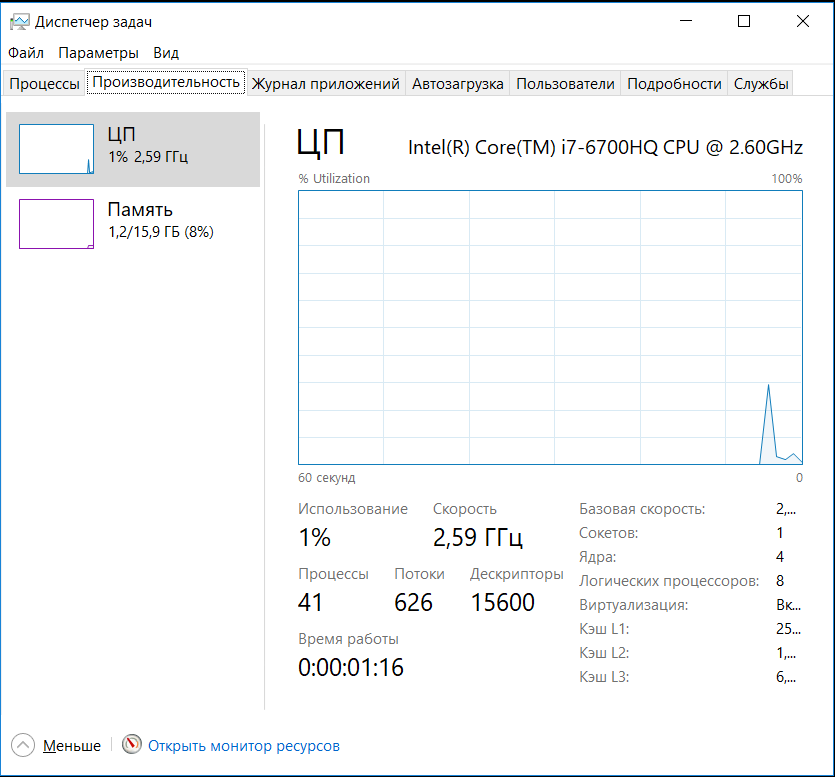 Диспетчер задач
Файл Параметры Вид
Процессы Производительность Журнал приложений Автозагрузка Пользователи Подробности Службы
ЦП
1% 2,59 ГГц
Память
1,2/15,9 ГБ (8%)
ЦП Intel(R) Core(TM) i7-6700HQ CPU @ 2.60GHz
% Utilization 100%
60 секунд 0
Использование Скорость
1% 2,59 ГГц
Процессы Потоки Дескрипторы
41 626 15600
Время работы
0:00:01:16
Базовая скорость: 2,...
Сокетов: 1
Ядра: 4
Логических процессоров: 8
Виртуализация: Вк...
Кэш L1: 25...
Кэш L2: 1,...
Кэш L3: 6,...
Меньше Открыть монитор ресурсов